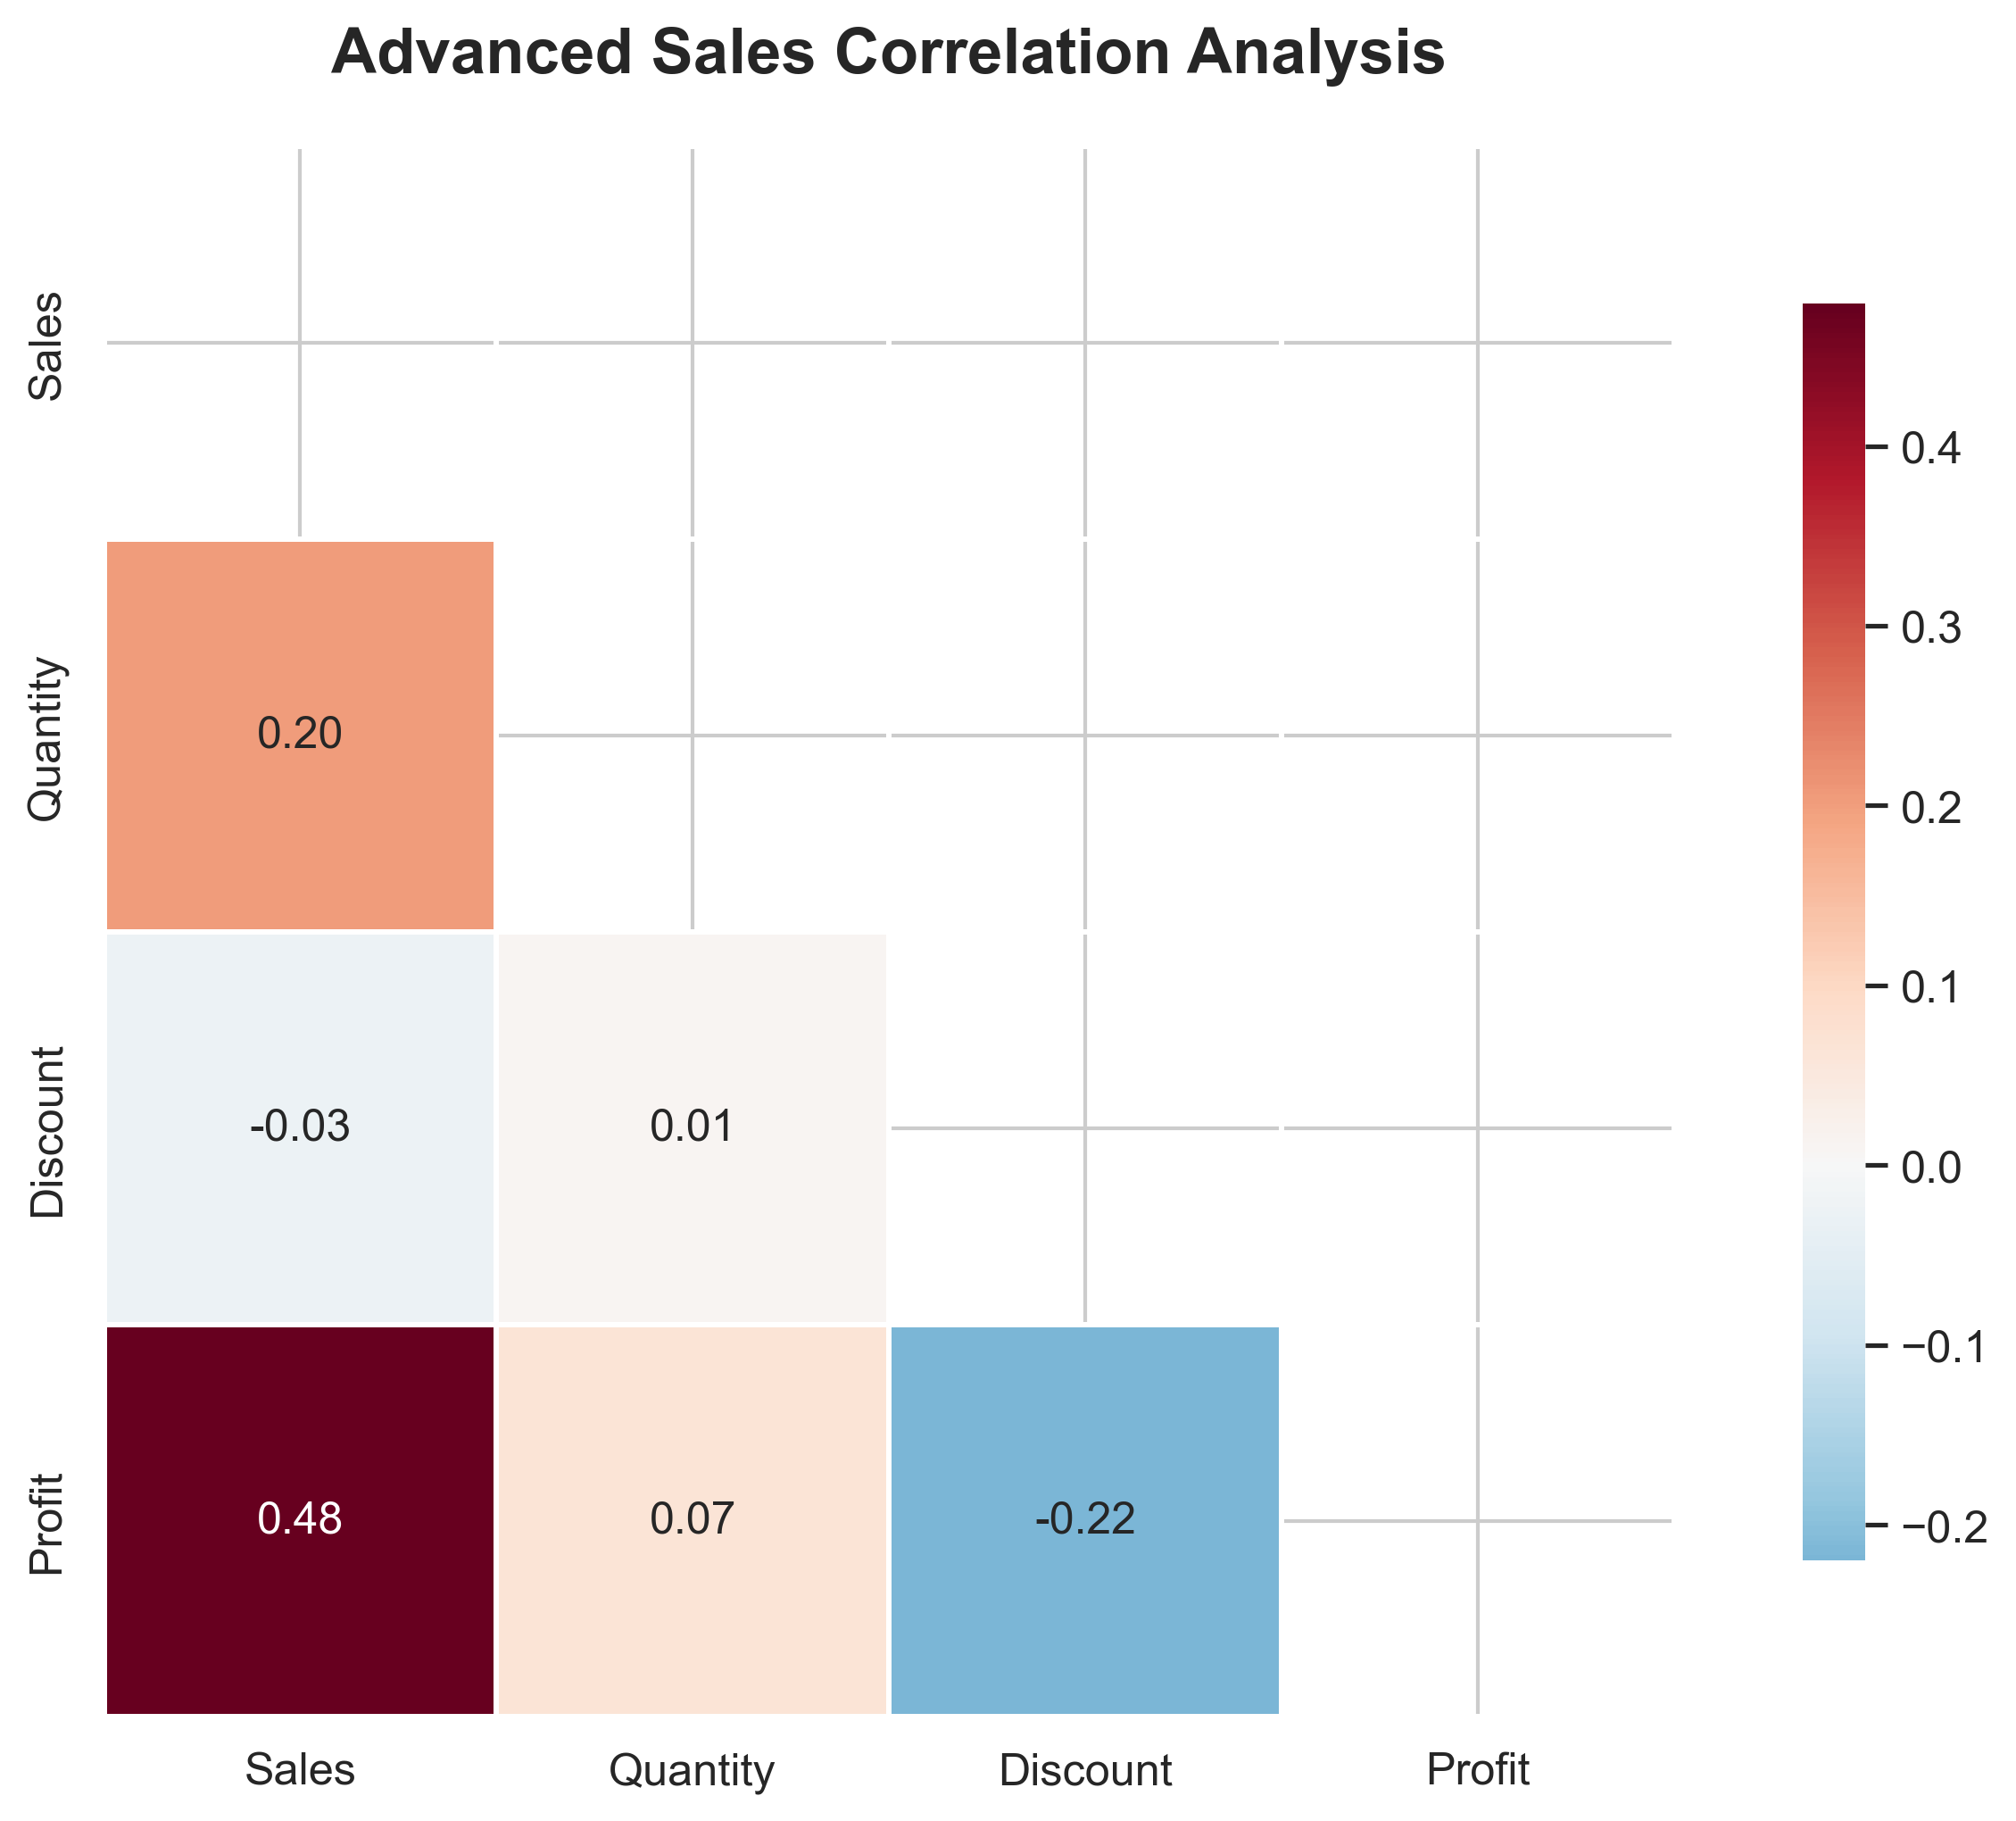 Advanced Sales Correlation Analysis
Sales
Quantity
Discount
Profit
0.20
-0.03 0.01
0.48 0.07 -0.22
Sales Quantity Discount Profit
0.4
0.3
0.2
0.1
0.0
−0.1
−0.2